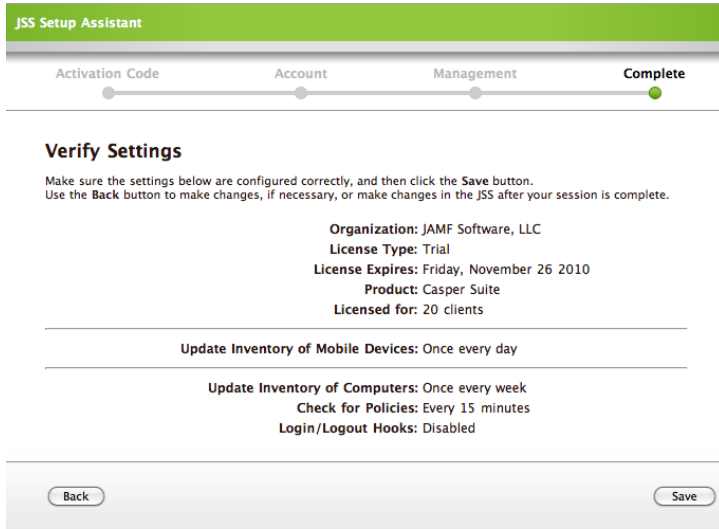 JSS Setup Assistant
Activation Code Account Management Complete
Verify Settings
Make sure the settings below are configured correctly, and then click the Save button.
Use the Back button to make changes, if necessary, or make changes in the JSS after your session is complete.
Organization: JAMF Software, LLC
License Type: Trial
License Expires: Friday, November 26 2010
Product: Casper Suite
Licensed for: 20 clients
Update Inventory of Mobile Devices: Once every day
Update Inventory of Computers: Once every week
Check for Policies: Every 15 minutes
Login/Logout Hooks: Disabled
Back Save